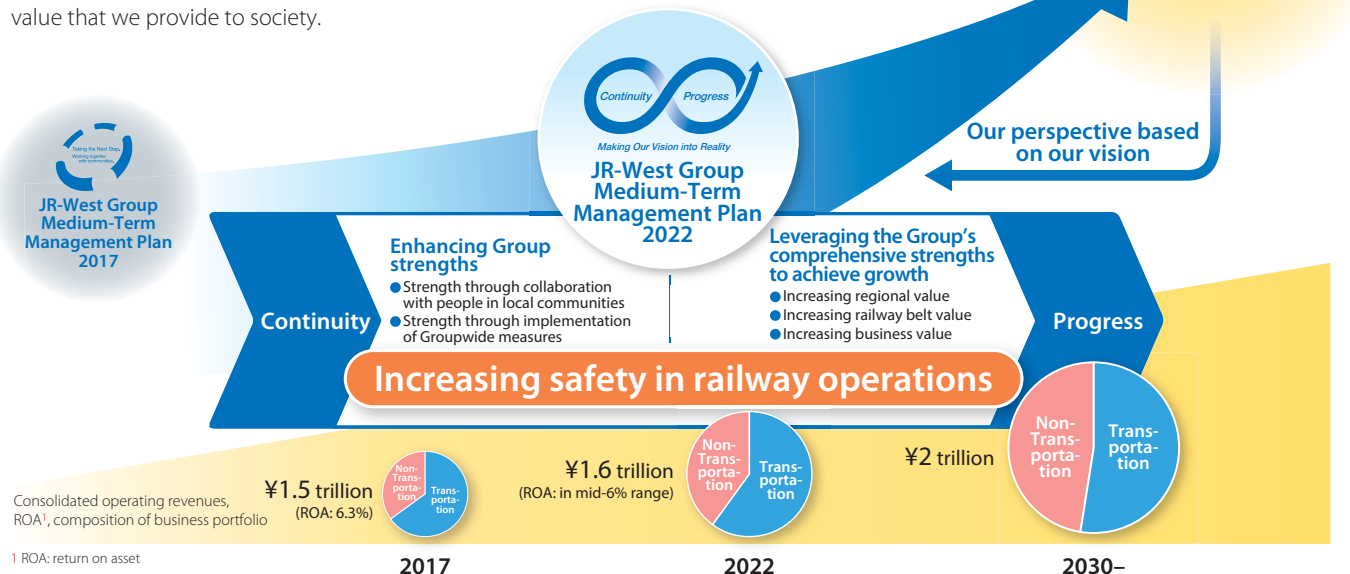 value that we provide to society.
Continuity
Progress
Making Our Vision into Reality
JR-West Group
Medium-Term
Management Plan
2022
Our perspective based
on our vision
Taking the Next Step.
Working together
with communities.
JR-West Group
Medium-Term
Management Plan
2017
Continuity
Enhancing Group
strengths
Strength through collaboration
with people in local communities
Strength through implementation
of Groupwide measures
Leveraging the Group's
comprehensive strengths
to achieve growth
Increasing regional value
Increasing railway belt value
Increasing business value
Progress
Increasing safety in railway operations
Consolidated operating revenues,
ROA1, composition of business portfolio
¥1.5 trillion
(ROA: 6.3%)
Non-
Trans-
porta-
tion
Trans-
porta-
tion
¥1.6 trillion
(ROA: in mid-6% range)
Non-
Trans-
porta-
tion
Trans-
porta-
tion
¥2 trillion
Non-
Trans-
porta-
tion
Trans-
porta-
tion
1 ROA: return on asset
2017
2022
2030–